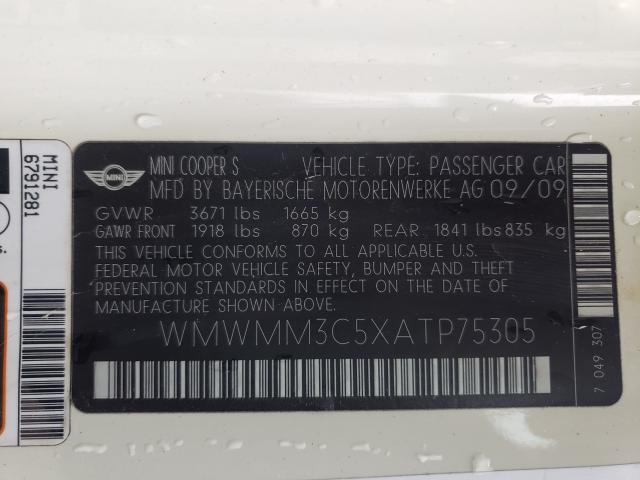 MINI
6791281
MINI
MINI COOPER S VEHICLE TYPE: PASSENGER CAR
MFD BY BAYERISCHE MOTORENWERKE AG 09/09
GVWR 3671 lbs 1665 kg
GAWR FRONT 1918 lbs 870 kg REAR 1841 lbs 835 kg
THIS VEHICLE CONFORMS TO ALL APPLICABLE U.S.
FEDERAL MOTOR VEHICLE SAFETY, BUMPER AND THEFT
PREVENTION STANDARDS IN EFFECT ON THE DATE OF
MANUFACTURE SHOWN ABOVE.
WMWMM3C5XATP75305
7 049 307